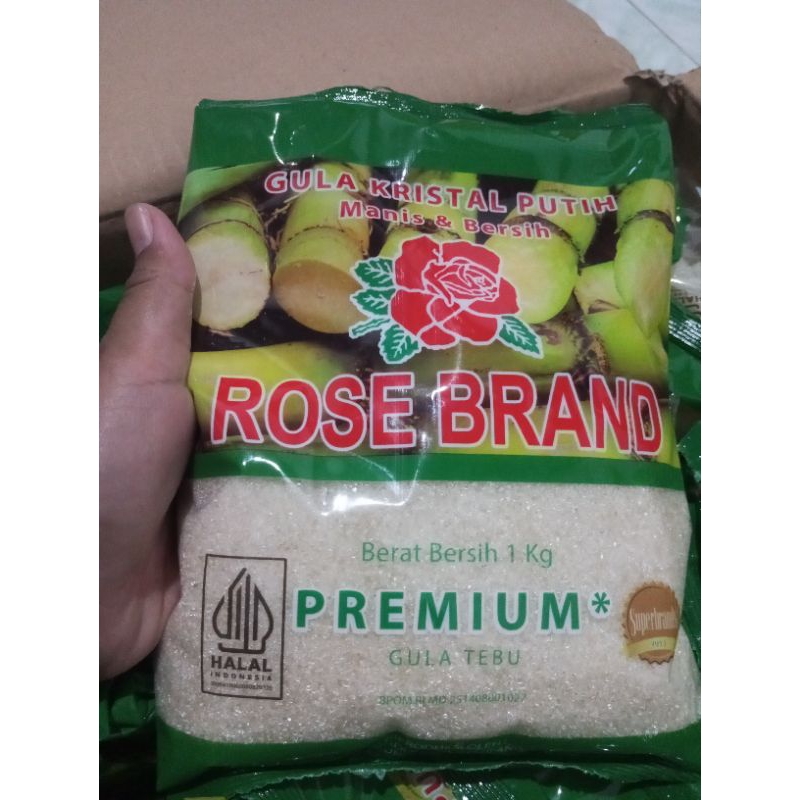 GULA KRISTAL PUTIH
Manis & Bersih
ROSE BRAND
Berat Bersih 1 Kg
PREMIUM*
GULA TEBU
HALAL
INDONESIA
Superbrands